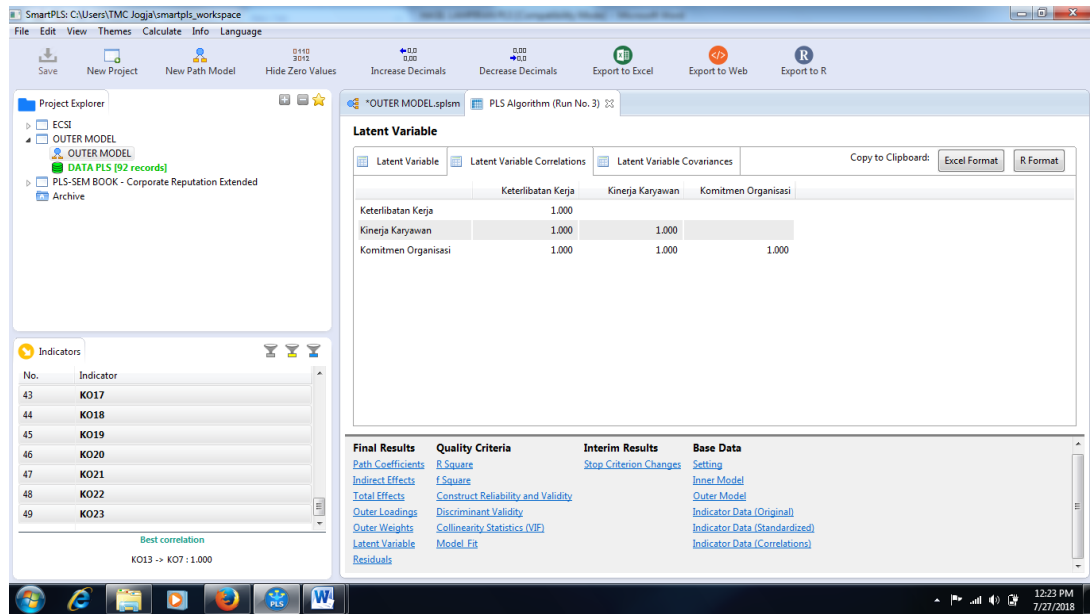 SmartPLS: C:\Users\TMC Jogja\smartpls_workspace
File Edit View Themes Calculate Info Language
Save New Project New Path Model Hide Zero Values Increase Decimals Decrease Decimals Export to Excel Export to Web Export to R
Project Explorer
ECSI
OUTER MODEL
OUTER MODEL
DATA PLS [92 records]
PLS-SEM BOOK - Corporate Reputation Extended
Archive
Indicators
No. Indicator
43 KO17
44 KO18
45 KO19
46 KO20
47 KO21
48 KO22
49 KO23
Best correlation
KO13 -> KO7 : 1.000
*OUTER MODEL.splsm PLS Algorithm (Run No. 3)
Latent Variable
Latent Variable Latent Variable Correlations Latent Variable Covariances Copy to Clipboard: Excel Format R Format
Keterlibatan Kerja Kinerja Karyawan Komitmen Organisasi
Keterlibatan Kerja 1.000
Kinerja Karyawan 1.000 1.000
Komitmen Organisasi 1.000 1.000 1.000
Final Results Quality Criteria Interim Results Base Data
Path Coefficients R Square Stop Criterion Changes Setting
Indirect Effects f Square Inner Model
Total Effects Construct Reliability and Validity Outer Model
Outer Loadings Discriminant Validity Indicator Data (Original)
Outer Weights Collinearity Statistics (VIF) Indicator Data (Standardized)
Latent Variable Model Fit Indicator Data (Correlations)
Residuals
12:23 PM
7/27/2018